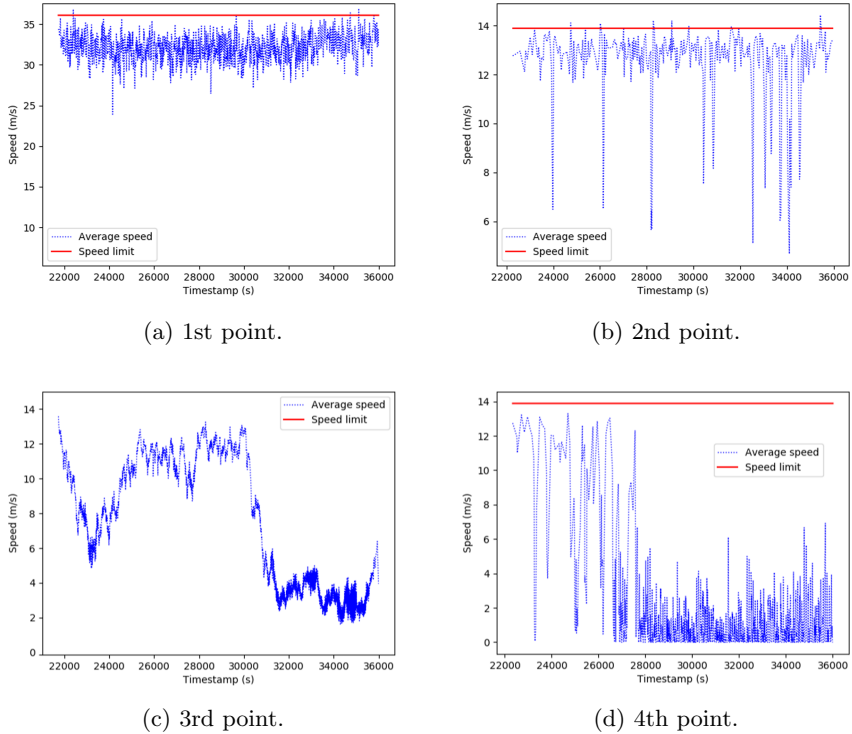 35
30
25
20
15
10
Speed (m/s)
Average speed
Speed limit
22000 24000 26000 28000 30000 32000 34000 36000
Timestamp (s)
(a) 1st point.
14
12
10
8
6
Speed (m/s)
Average speed
Speed limit
22000 24000 26000 28000 30000 32000 34000 36000
Timestamp (s)
(b) 2nd point.
14
12
10
8
6
4
2
0
Speed (m/s)
Average speed
Speed limit
22000 24000 26000 28000 30000 32000 34000 36000
Timestamp (s)
(c) 3rd point.
14
12
10
8
6
4
2
0
Speed (m/s)
Average speed
Speed limit
22000 24000 26000 28000 30000 32000 34000 36000
Timestamp (s)
(d) 4th point.